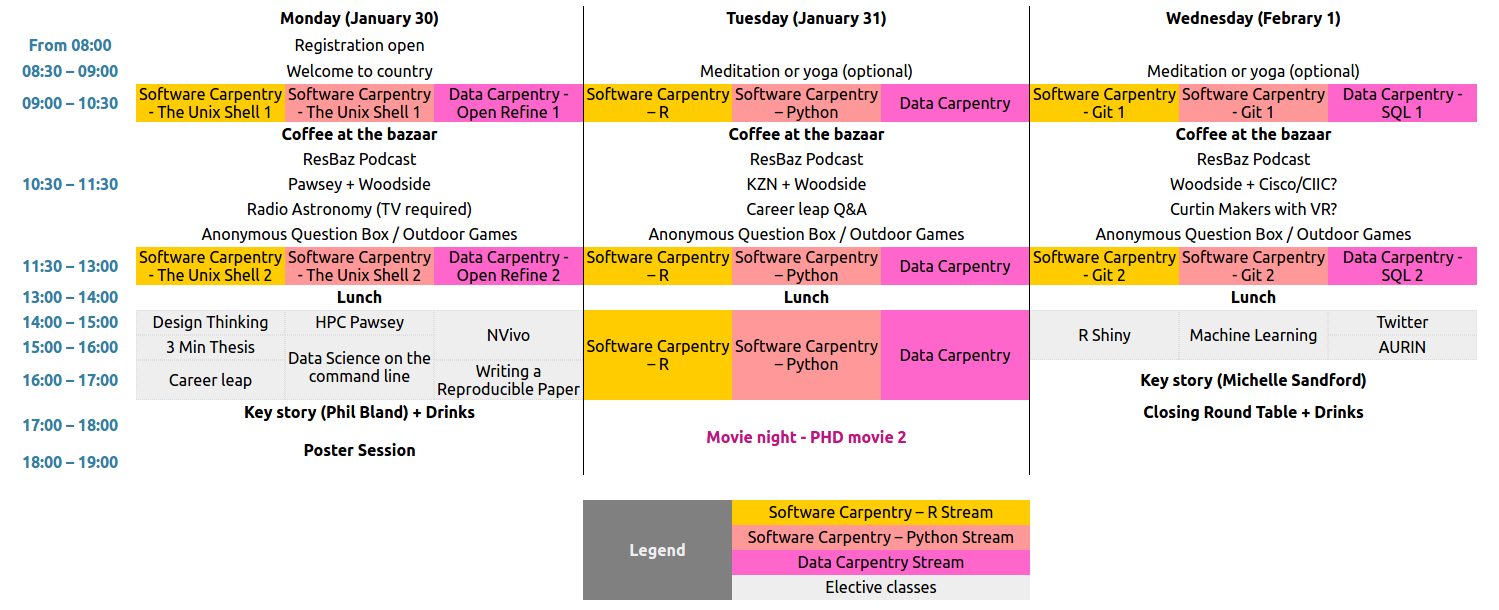 Monday (January 30) Tuesday (January 31) Wednesday (Febrary 1)
From 08:00 Registration open
08:30 – 09:00 Welcome to country Meditation or yoga (optional) Meditation or yoga (optional)
09:00 – 10:30
Software Carpentry
- The Unix Shell 1
Software Carpentry
- The Unix Shell 1
Data Carpentry -
Open Refine 1
Software Carpentry
– R
Software Carpentry
– Python
Data Carpentry
Software Carpentry
- Git 1
Software Carpentry
- Git 1
Data Carpentry -
SQL 1
10:30 – 11:30
Coffee at the bazaar Coffee at the bazaar Coffee at the bazaar
ResBaz Podcast ResBaz Podcast ResBaz Podcast
Pawsey + Woodside KZN + Woodside Woodside + Cisco/CIIC?
Radio Astronomy (TV required) Career leap Q&A Curtin Makers with VR?
Anonymous Question Box / Outdoor Games Anonymous Question Box / Outdoor Games Anonymous Question Box / Outdoor Games
11:30 – 13:00
Software Carpentry
- The Unix Shell 2
Software Carpentry
- The Unix Shell 2
Data Carpentry -
Open Refine 2
Software Carpentry
– R
Software Carpentry
– Python
Data Carpentry
Software Carpentry
- Git 2
Software Carpentry
- Git 2
Data Carpentry -
SQL 2
13:00 – 14:00 Lunch Lunch Lunch
14:00 – 15:00
15:00 – 16:00
16:00 – 17:00
Design Thinking
3 Min Thesis
Career leap
HPC Pawsey
Data Science on the
command line
NVivo
Writing a
Reproducible Paper
Software Carpentry
– R
Software Carpentry
– Python
Data Carpentry
R Shiny
Machine Learning
Twitter
AURIN
Key story (Michelle Sandford)
17:00 – 18:00
18:00 – 19:00
Key story (Phil Bland) + Drinks
Poster Session
Movie night - PHD movie 2
Closing Round Table + Drinks
Legend
Software Carpentry – R Stream
Software Carpentry – Python Stream
Data Carpentry Stream
Elective classes